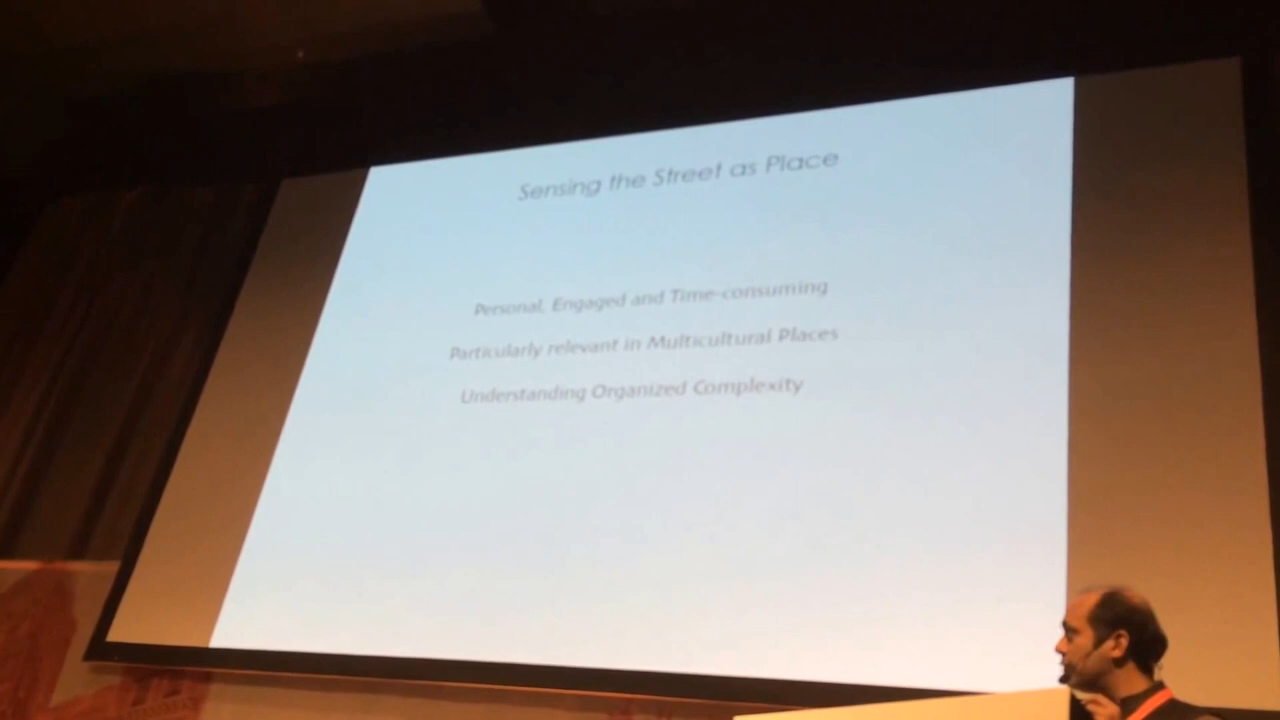 Sensing the Street as Place
Personal, Engaged and Time-consuming
Particularly relevant in Multicultural Places
Understanding Organized Complexity